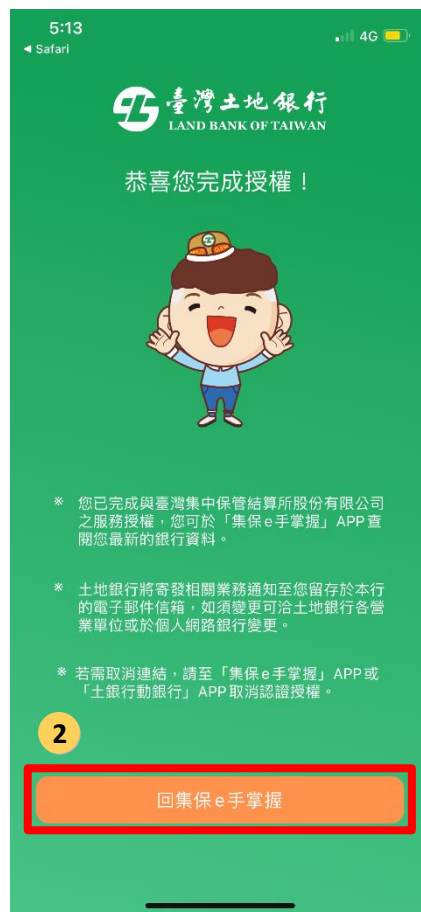 5:13
4G
◀ Safari
臺灣土地銀行
LAND BANK OF TAIWAN
恭喜您完成授權！
※ 您已完成與臺灣集中保管結算所股份有限公司
之服務授權，您可於「集保e手掌握」APP查
閱您最新的銀行資料。
※ 土地銀行將寄發相關業務通知至您留存於本行
的電子郵件信箱，如須變更可洽土地銀行各營
業單位或於個人網路銀行變更。
※ 若需取消連結，請至「集保e手掌握」APP或
「土銀行動銀行」APP取消認證授權。
2
回集保e手掌握